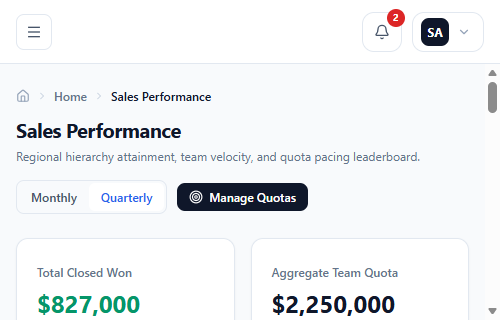 2
SA
Home
Sales Performance
Sales Performance
Regional hierarchy attainment, team velocity, and quota pacing leaderboard.
Monthly
Quarterly
Manage Quotas
Total Closed Won
$827,000
Aggregate Team Quota
$2,250,000